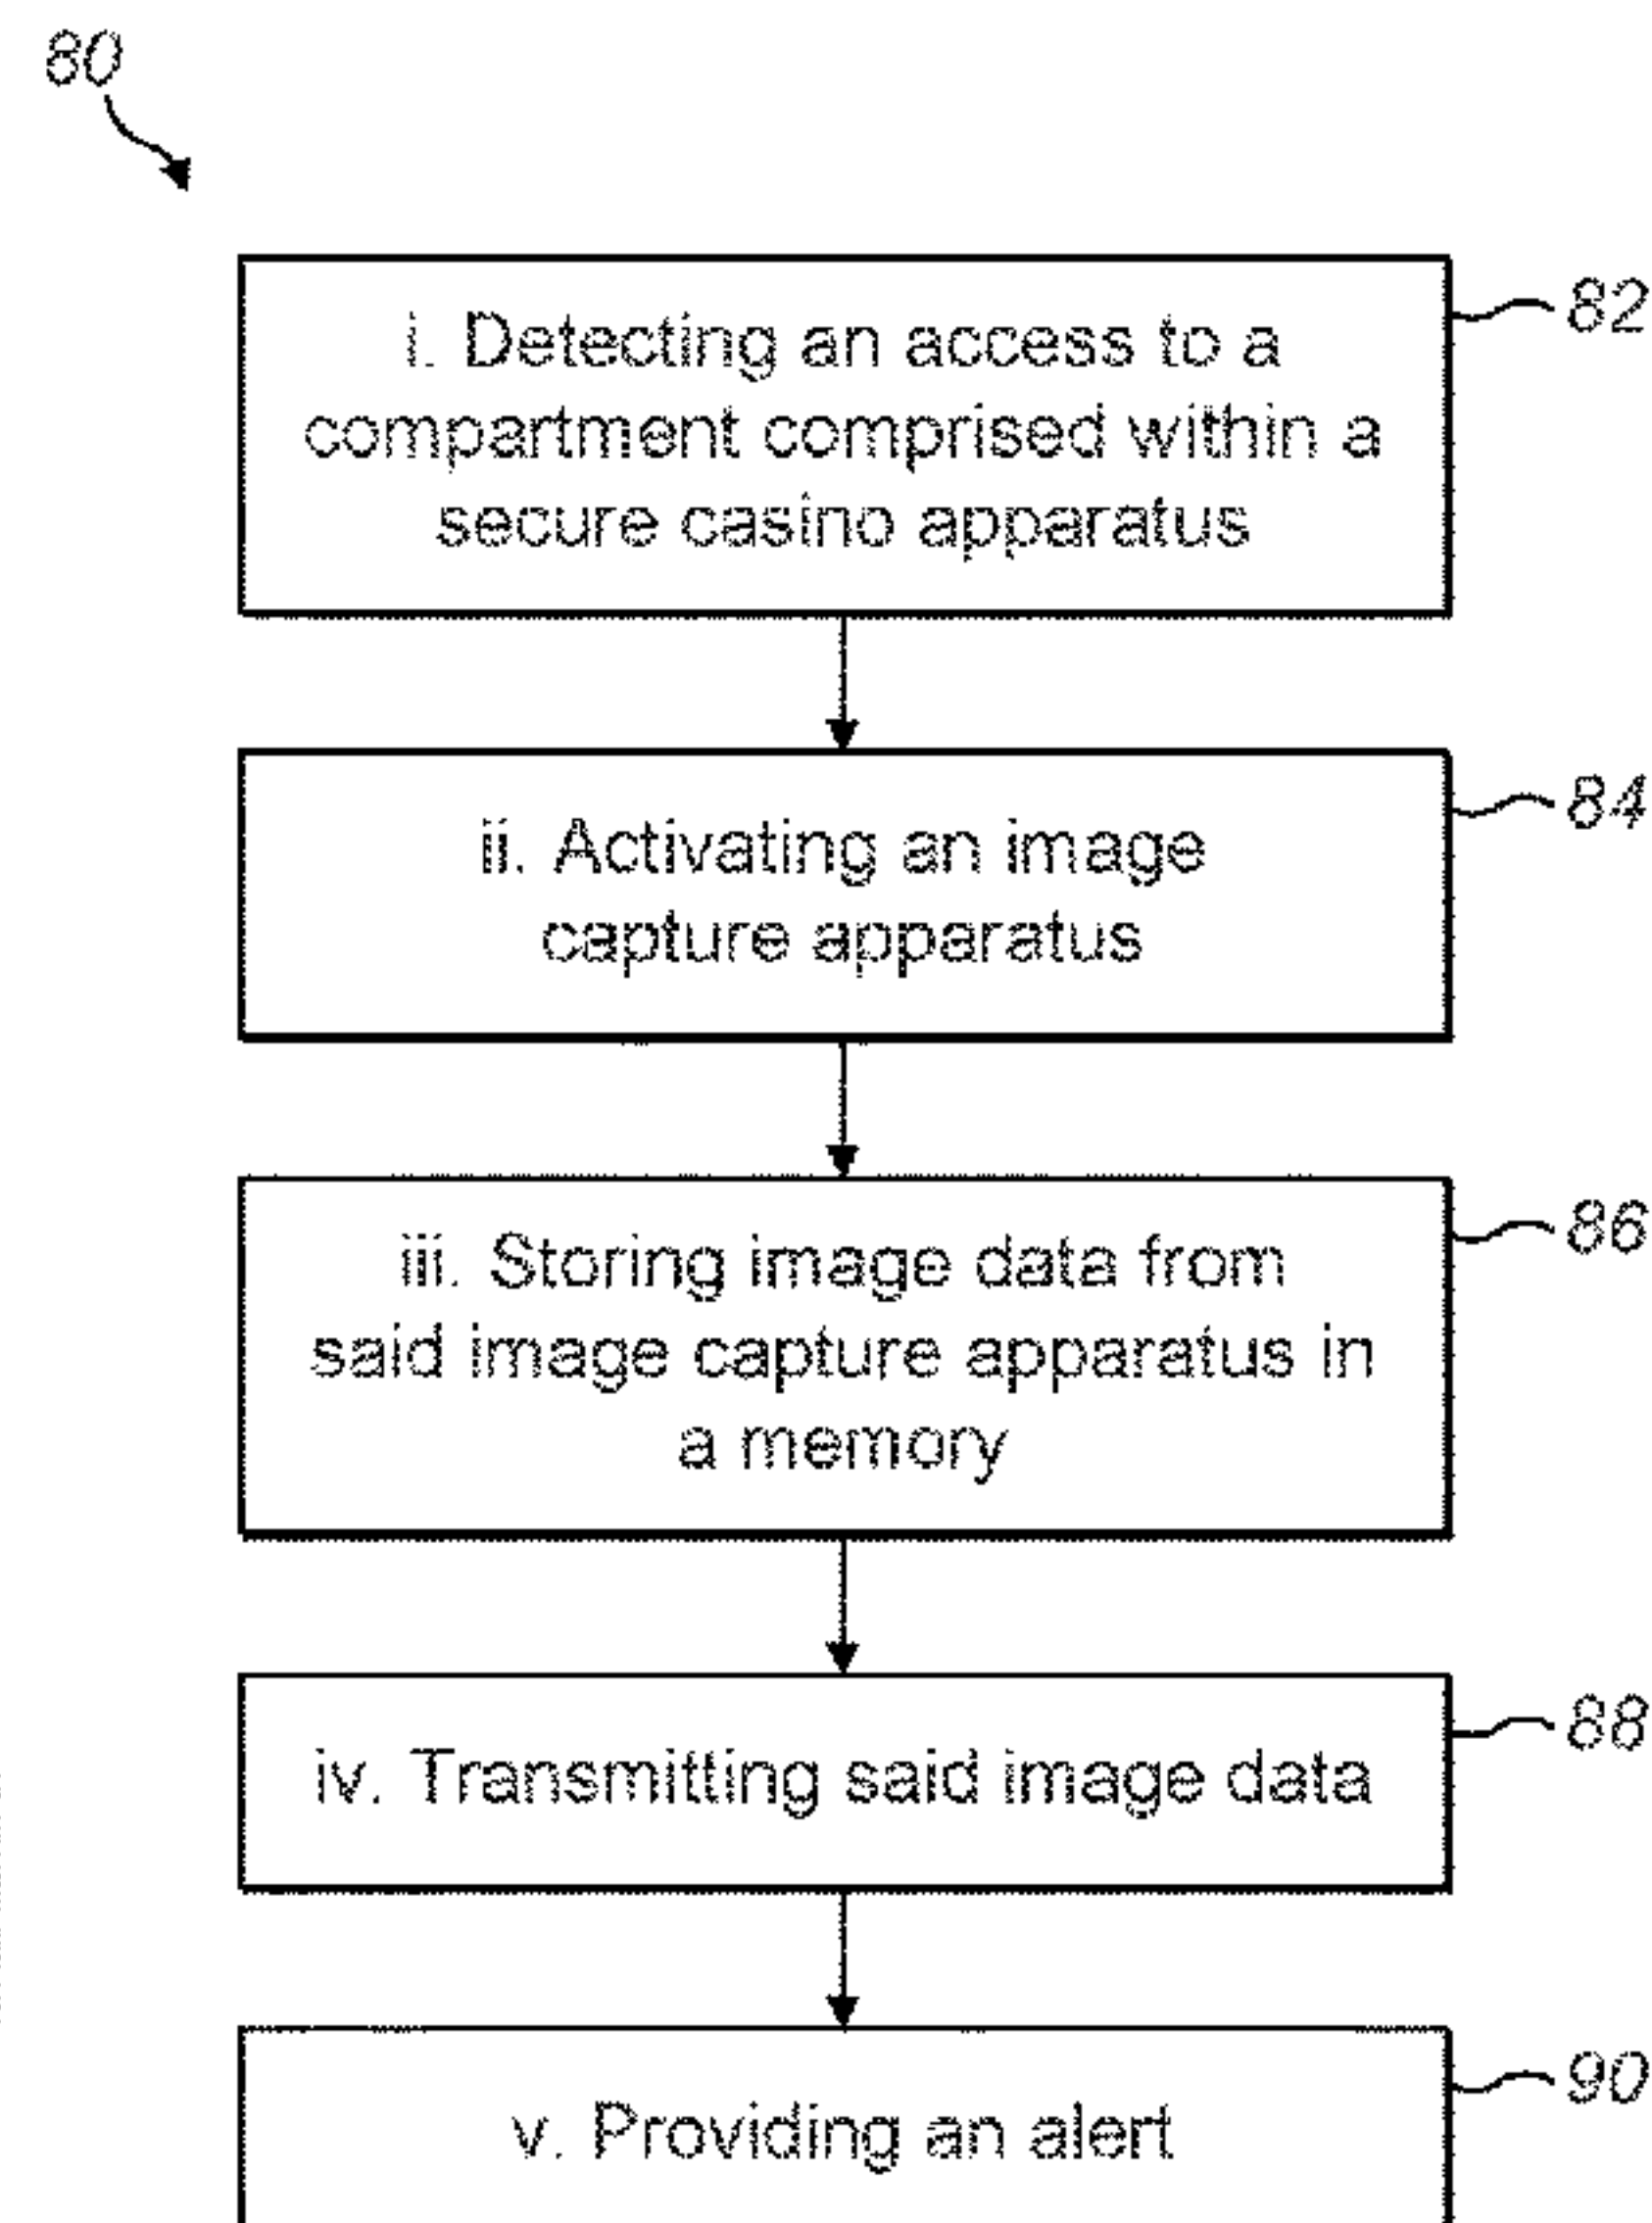 80
i. Detecting an access to a
compartment comprised within a
secure casino apparatus
82
ii. Activating an image
capture apparatus
84
iii. Storing image data from
said image capture apparatus in
a memory
86
iv. Transmitting said image data
88
v. Providing an alert
90